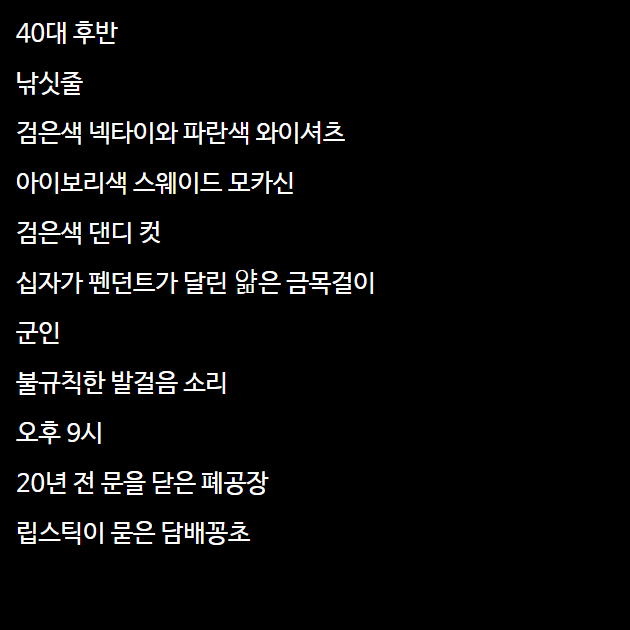 40대 후반
낚싯줄
검은색 넥타이와 파란색 와이셔츠
아이보리색 스웨이드 모카신
검은색 댄디 컷
십자가 펜던트가 달린 얆은 금목걸이
군인
불규칙한 발걸음 소리
오후 9시
20년 전 문을 닫은 폐공장
립스틱이 묻은 담배꽁초